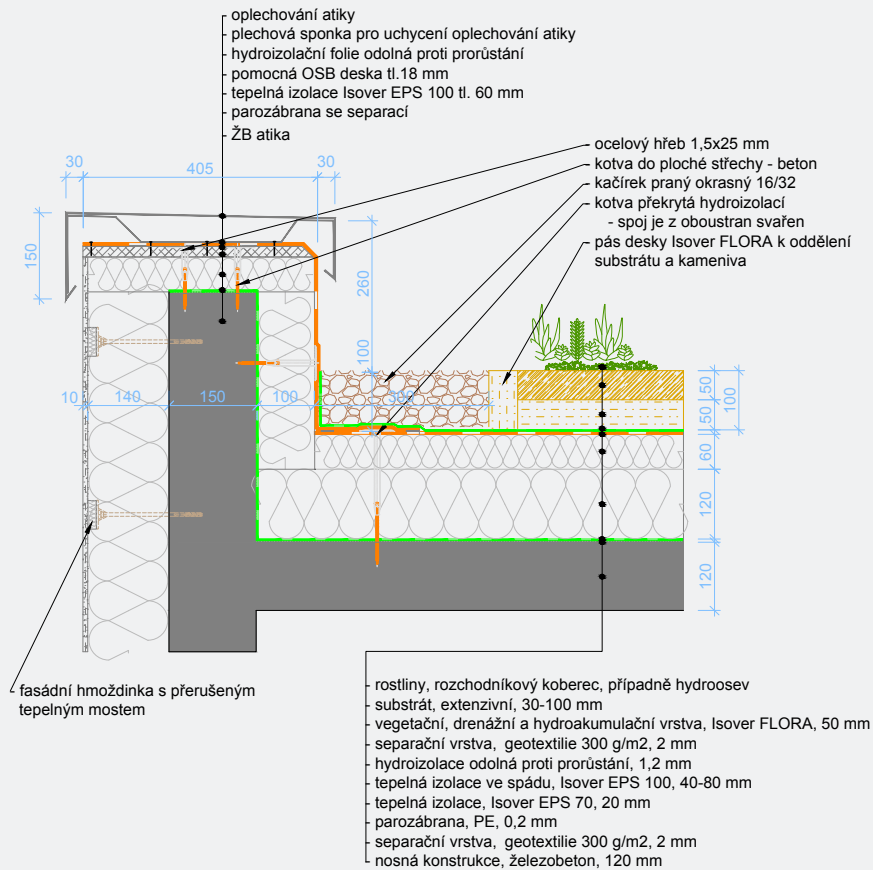 oplechování atiky
plechová sponka pro uchycení oplechování atiky
hydroizolační folie odolná proti prorůstání
pomocná OSB deska tl.18 mm
tepelná izolace Isover EPS 100 tl. 60 mm
parozábrana se separací
ŽB atika
ocelový hřeb 1,5x25 mm
kotva do ploché střechy - beton
kačírek praný okrasný 16/32
kotva překrytá hydroizolací
- spoj je z oboustran svařen
pás desky Isover FLORA k oddělení
substrátu a kameniva
30
405
30
150
260
100
10
140
150
100
300
50
50
100
60
120
120
fasádní hmoždinka s přerušeným
tepelným mostem
rostliny, rozchodníkový koberec, případně hydroosev
substrát, extenzivní, 30-100 mm
vegetační, drenážní a hydroakumulační vrstva, Isover FLORA, 50 mm
separační vrstva, geotextilie 300 g/m2, 2 mm
hydroizolace odolná proti prorůstání, 1,2 mm
tepelná izolace ve spádu, Isover EPS 100, 40-80 mm
tepelná izolace, Isover EPS 70, 20 mm
parozábrana, PE, 0,2 mm
separační vrstva, geotextilie 300 g/m2, 2 mm
nosná konstrukce, železobeton, 120 mm